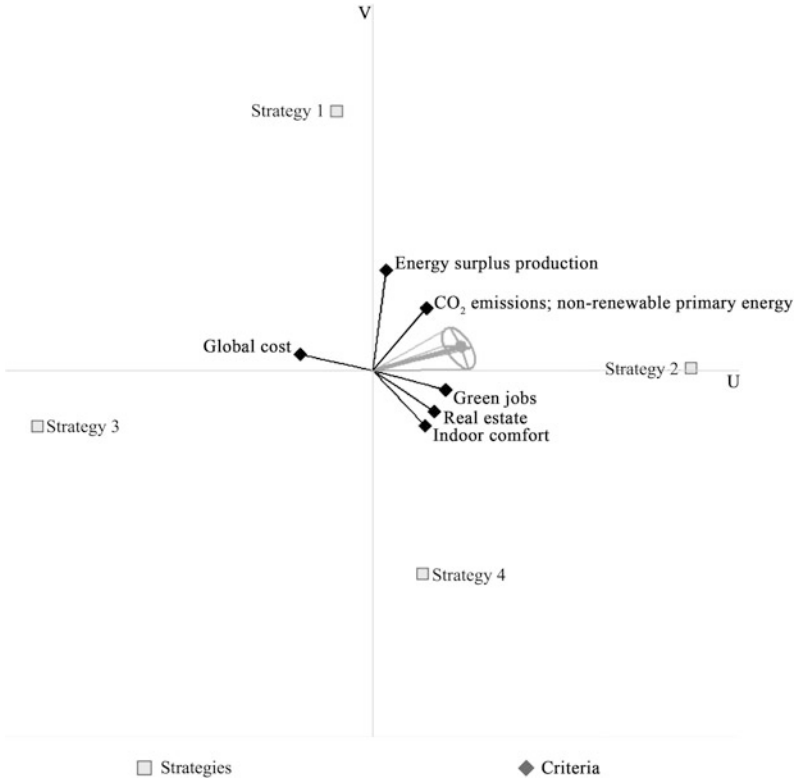 V
Strategy 1
Energy surplus production
CO₂ emissions; non-renewable primary energy
Global cost
Strategy 2
U
Green jobs
Real estate
Indoor comfort
Strategy 3
Strategy 4
Strategies
Criteria